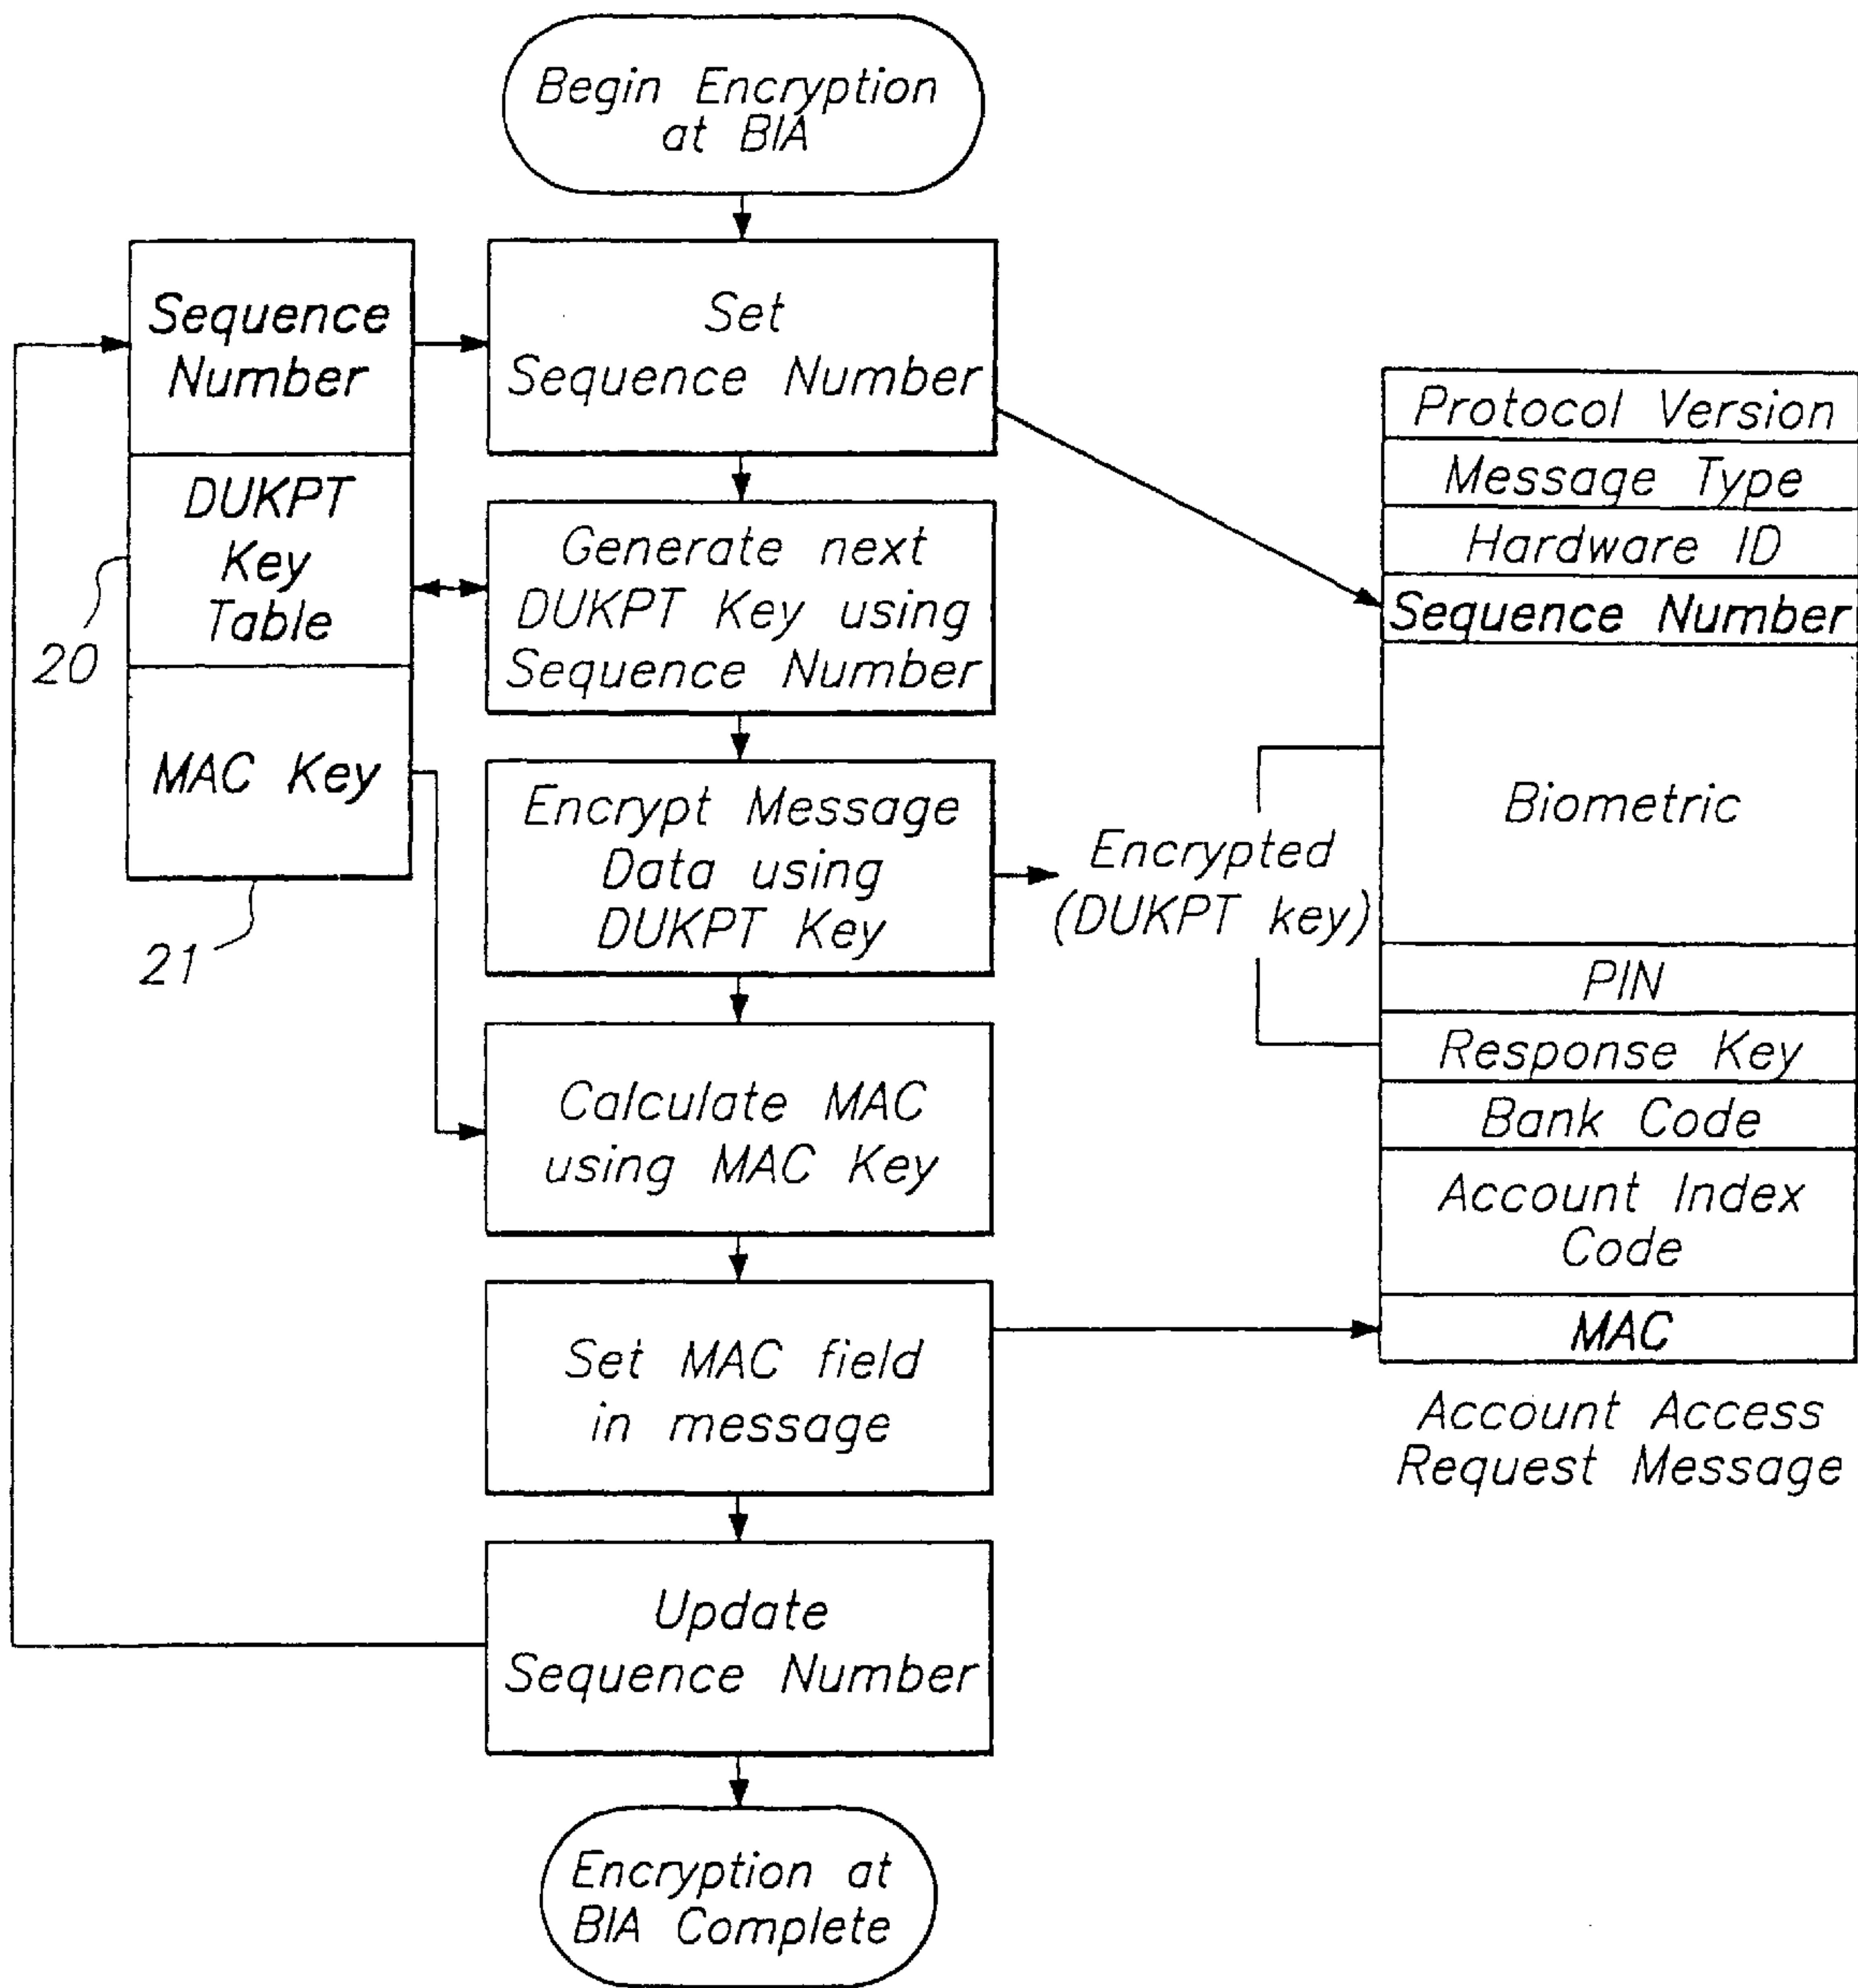 Begin Encryption
at BIA
Sequence
Number
DUKPT
Key
Table
MAC Key
20
21
Set
Sequence Number
Generate next
DUKPT Key using
Sequence Number
Encrypt Message
Data using
DUKPT Key
Calculate MAC
using MAC Key
Set MAC field
in message
Update
Sequence Number
Encryption at
BIA Complete
Encrypted
(DUKPT key)
Protocol Version
Message Type
Hardware ID
Sequence Number
Biometric
PIN
Response Key
Bank Code
Account Index
Code
MAC
Account Access
Request Message